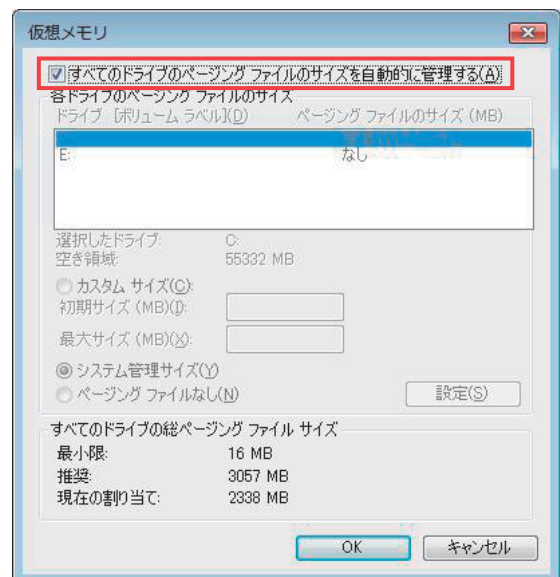 仮想メモリ
すべてのドライブのページング ファイルのサイズを自動的に管理する(A)
各ドライブのページング ファイルのサイズ
ドライブ [ボリューム ラベル](D) ページング ファイルのサイズ (MB)
E: なし
選択したドライブ: C:
空き領域: 55332 MB
カスタム サイズ(C):
初期サイズ (MB)(I):
最大サイズ (MB)(X):
システム管理サイズ(Y)
ページング ファイルなし(N) 設定(S)
すべてのドライブの総ページング ファイル サイズ
最小限: 16 MB
推奨: 3057 MB
現在の割り当て: 2338 MB
OK キャンセル